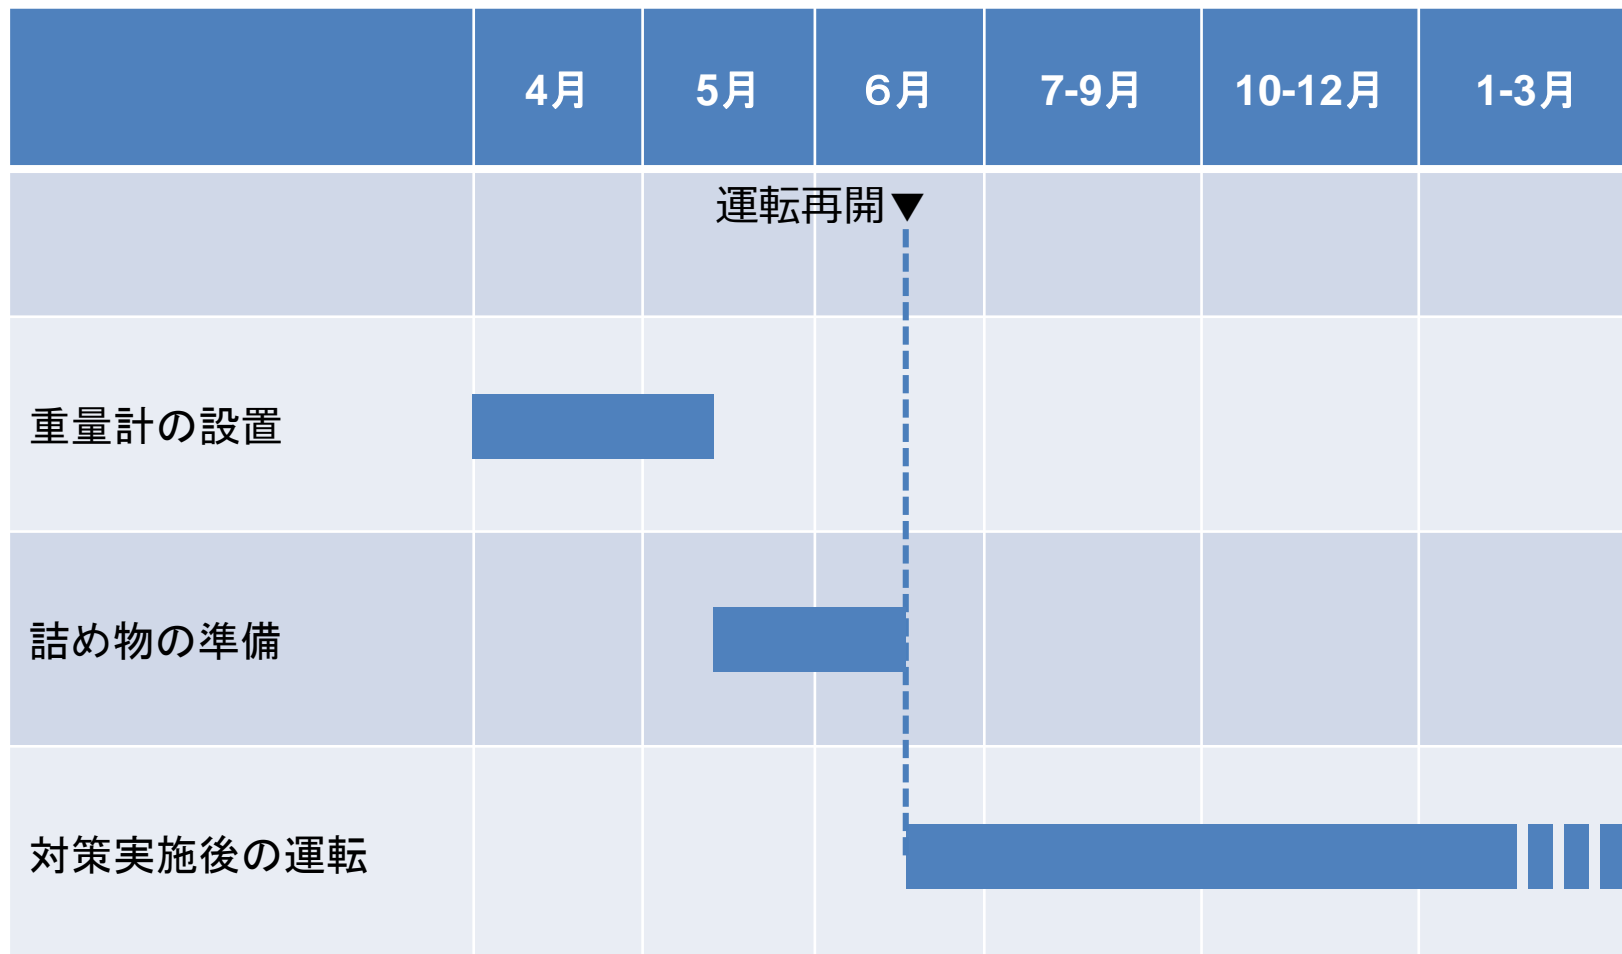 4月 5月 ６月 7-9月 10-12月 1-3月
運転再開▼
重量計の設置
詰め物の準備
対策実施後の運転